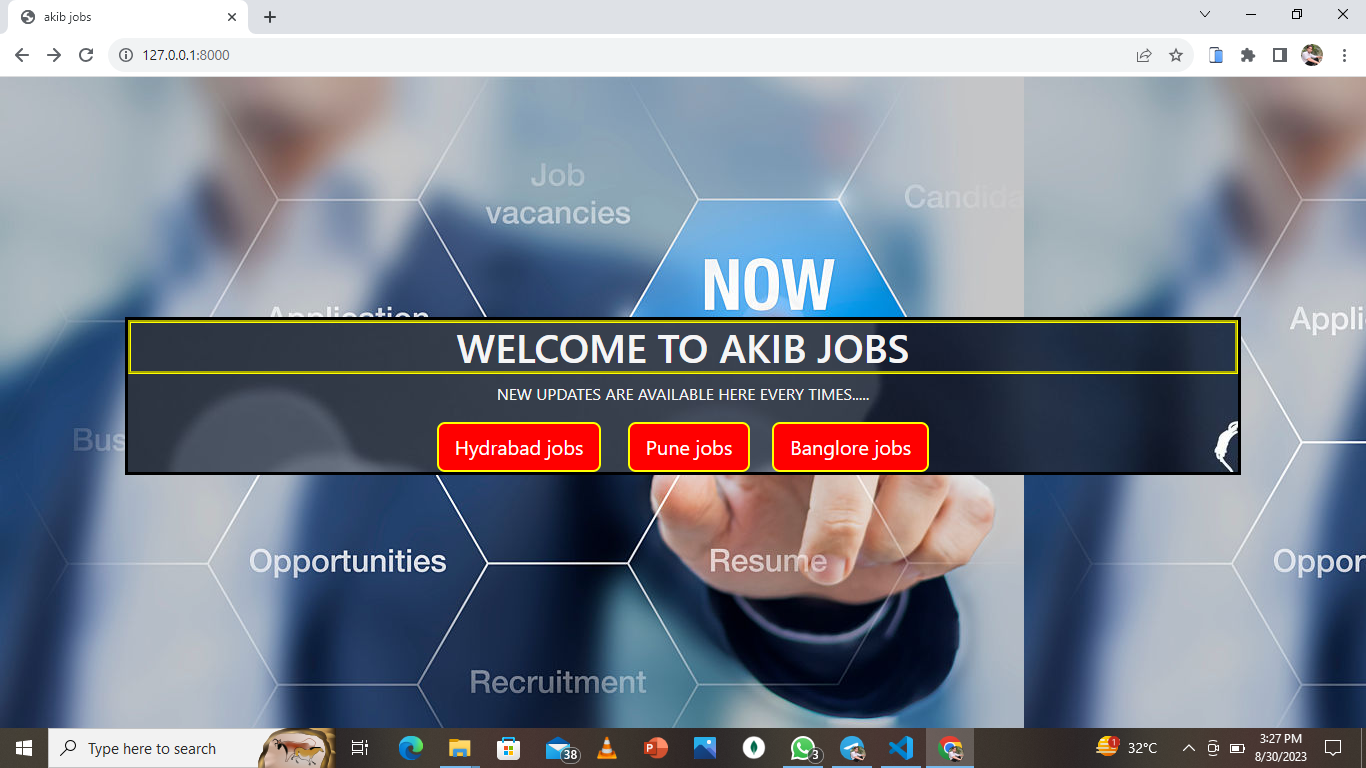 akib jobs
127.0.0.1:8000
Job
vacancies
Candida
NOW
Application
Appli
WELCOME TO AKIB JOBS
NEW UPDATES ARE AVAILABLE HERE EVERY TIMES.....
Bus
Hydrabad jobs
Pune jobs
Banglore jobs
Opportunities
Resume
Oppor
Recruitment
Type here to search
38
3
1
32°C
3:27 PM
8/30/2023